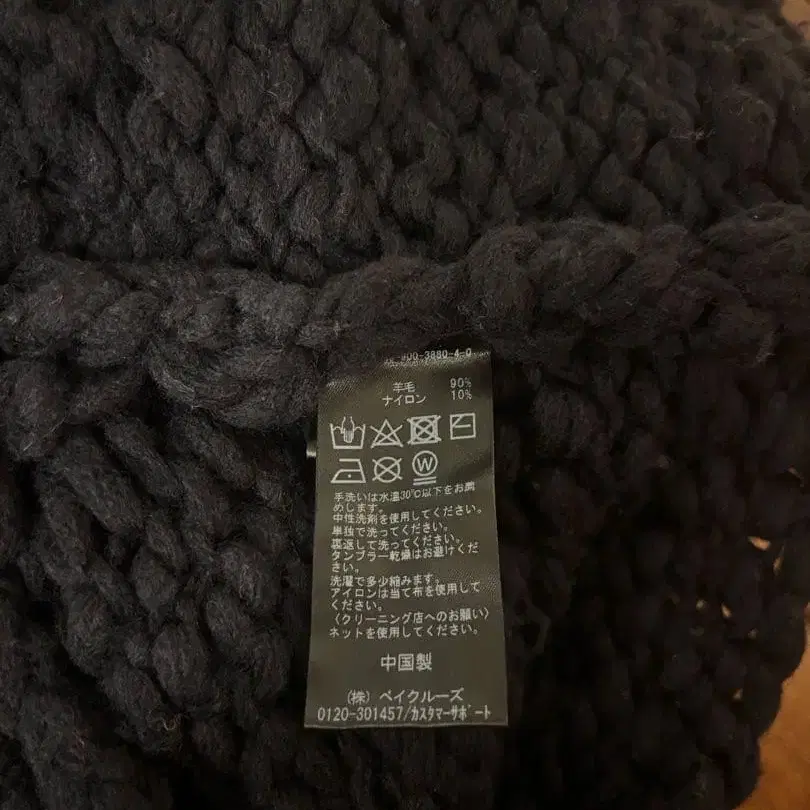 00-3880-4-0
羊毛 90%
ナイロン 10%
W
手洗いは水温30℃以下をお薦
めします。
中性洗剤を使用してください。
単独で洗ってください。
裏返して洗ってください。
タンブラー乾燥はお避けくだ
さい。
洗濯で多少縮みます。
アイロンは当て布を使用して
ください。
〈クリーニング店へのお願い〉
ネットを使用してください。
中国製
(株) ベイクルーズ
0120-301457/カスタマーサポート